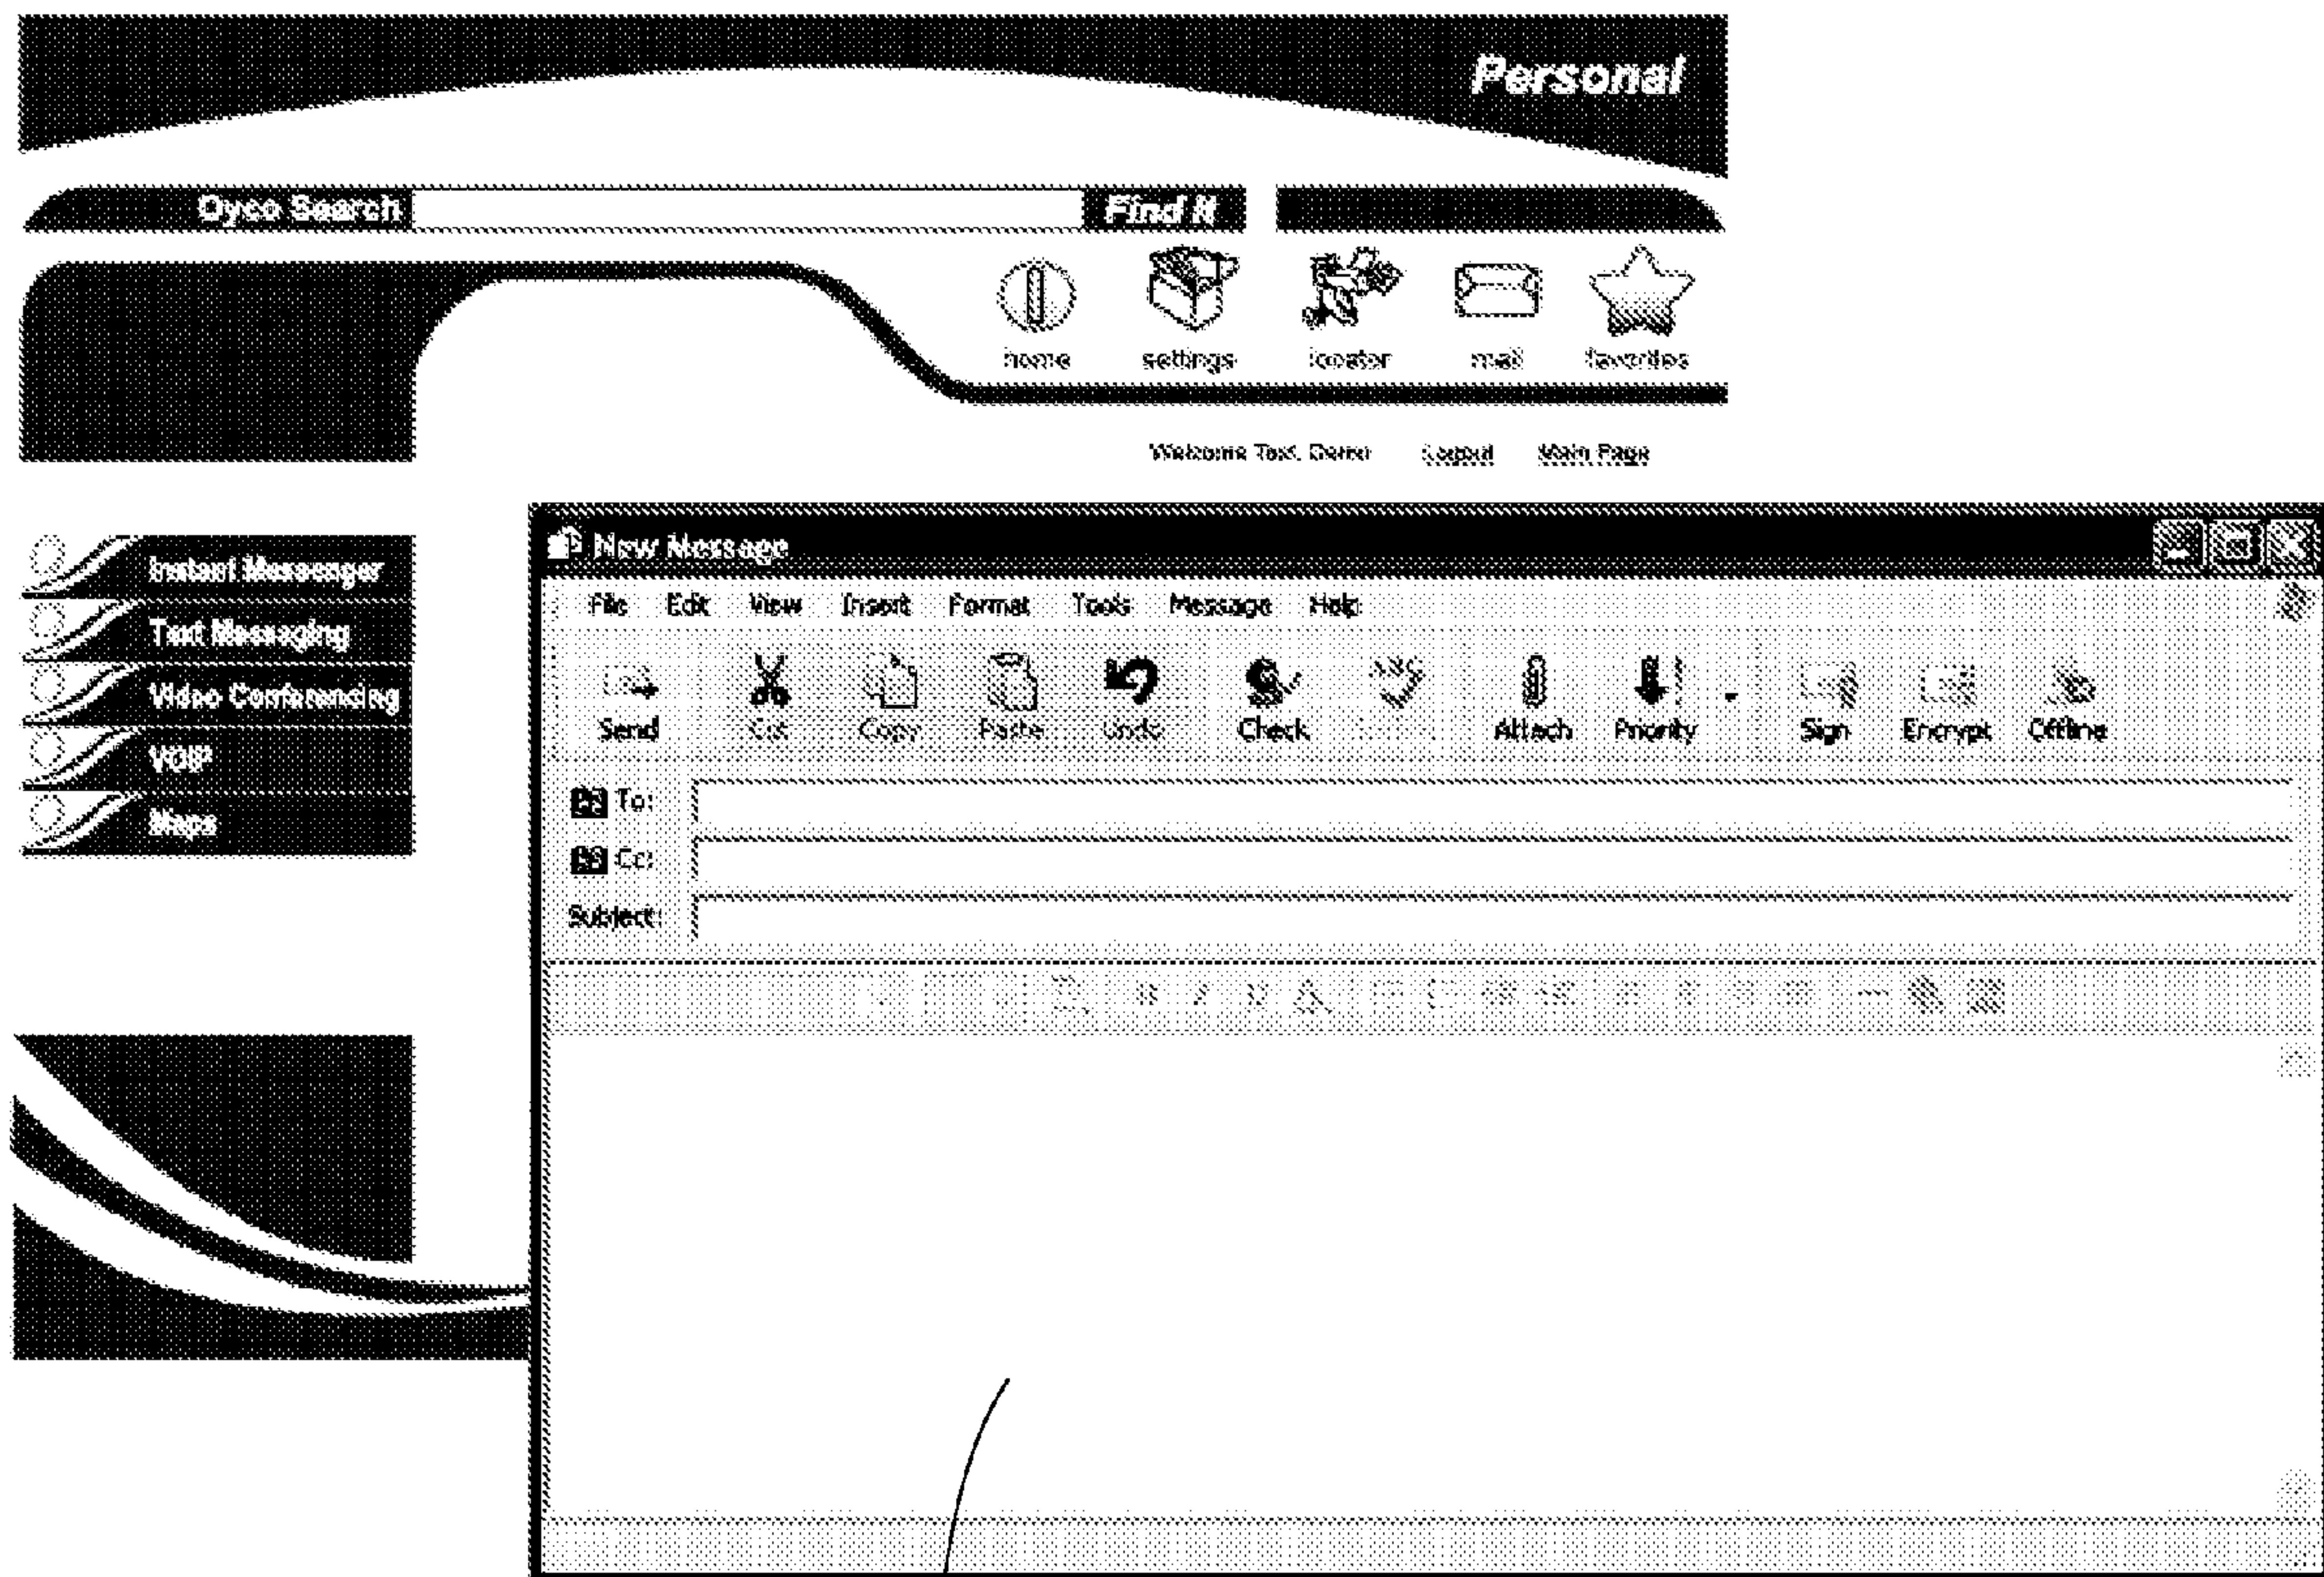 Personal
Oyco Search Find It
home settings locator mail favorites
Welcome Test, Demo Logout Main Page
New Message
Instant Messenger
File Edit View Insert Format Tools Message Help
Text Messaging
Video Conferencing
Send Cut Copy Paste Undo Check Attach Priority Sign Encrypt Offline
VOIP
To:
Maps
Cc:
Subject: